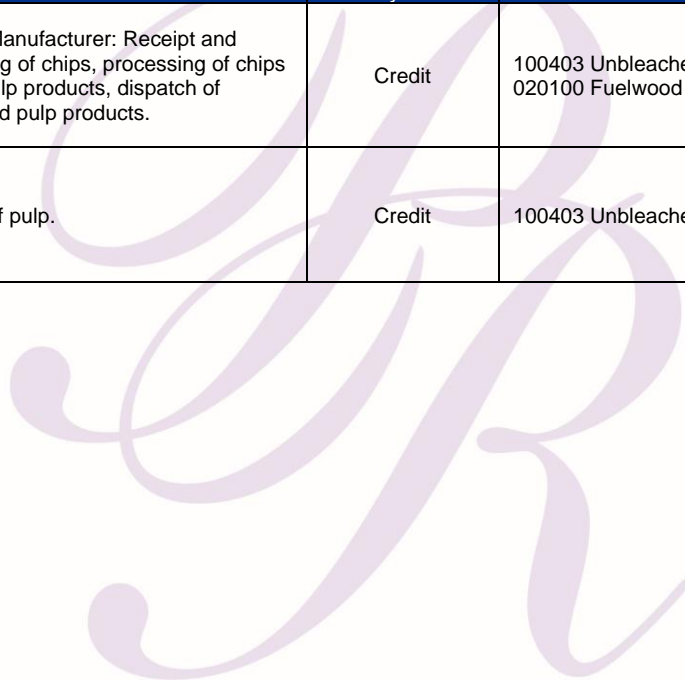 anufacturer: Receipt and
g of chips, processing of chips
lp products, dispatch of
d pulp products.
Credit
100403 Unbleache
020100 Fuelwood
f pulp.
Credit
100403 Unbleache